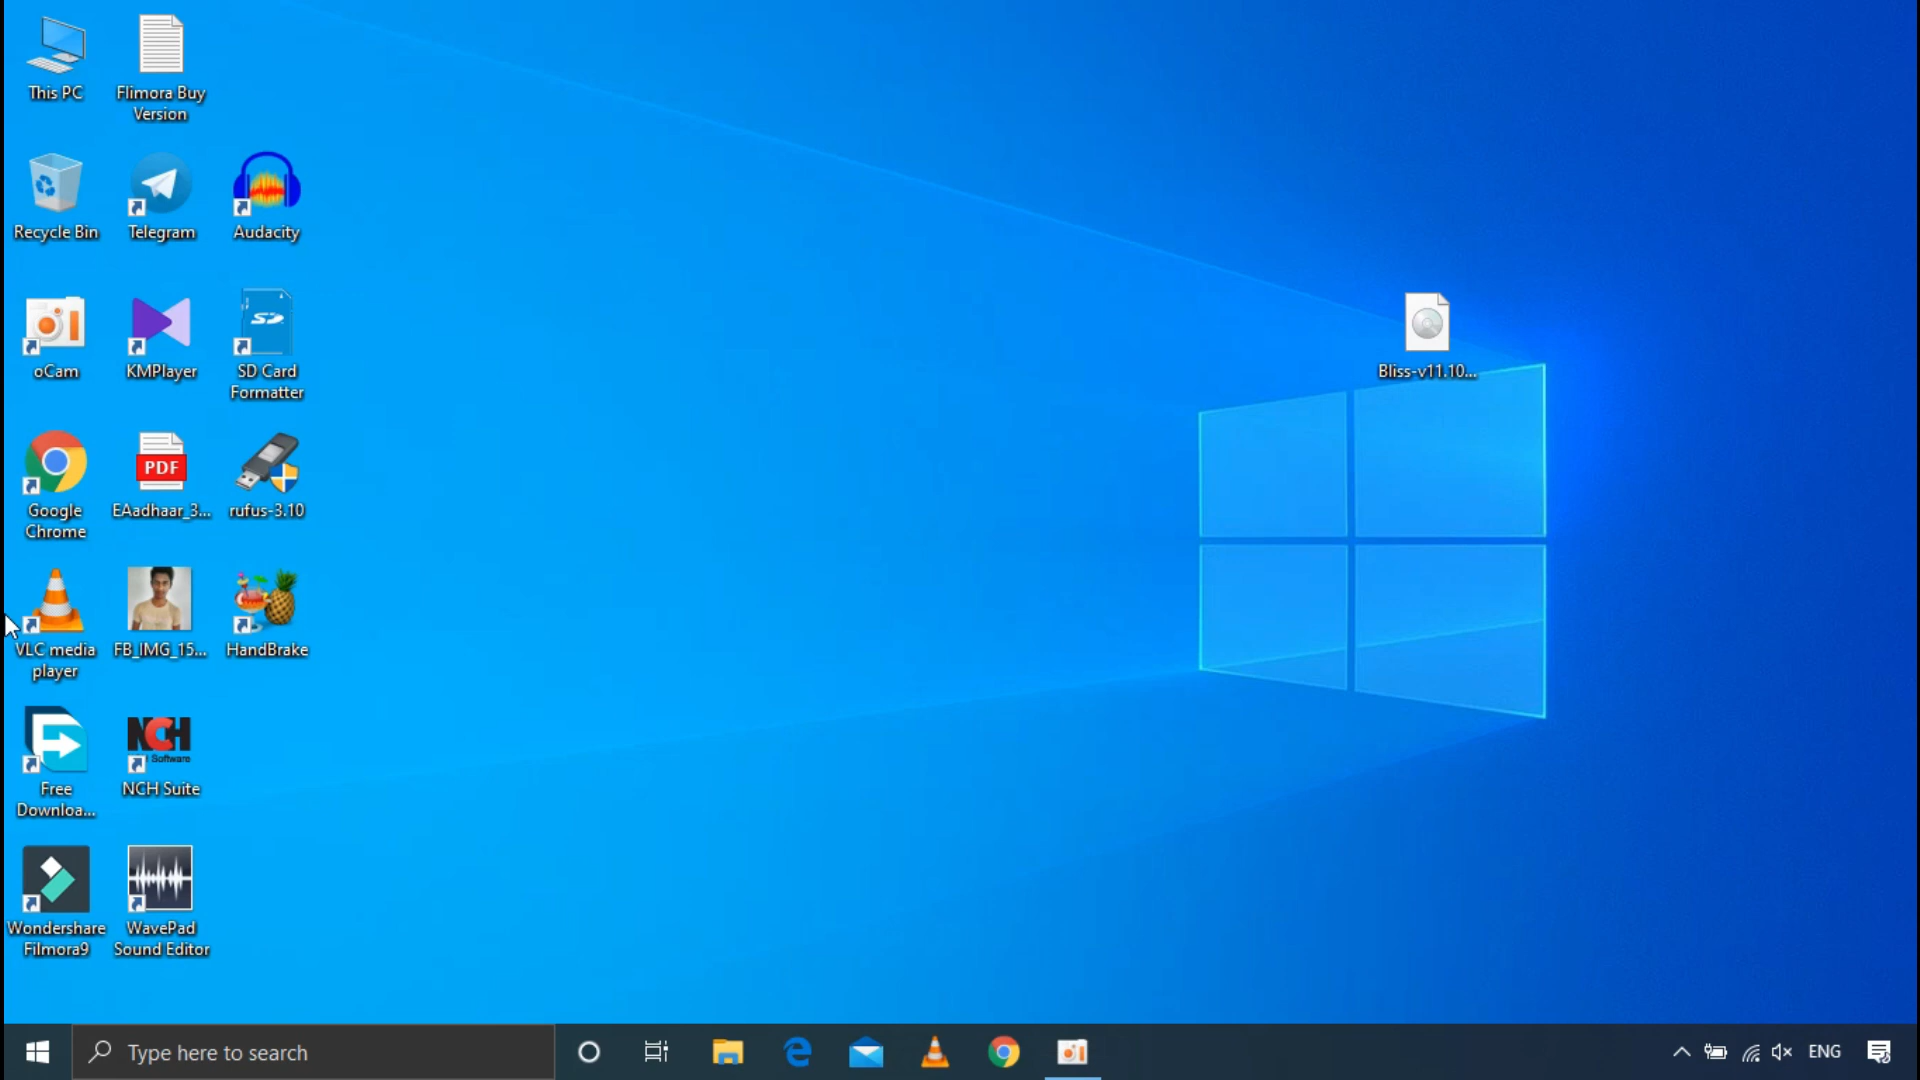 This PC
Flimora Buy
Version
Recycle Bin
Telegram
Audacity
oCam
KMPlayer
SD
SD Card
Formatter
Bliss-v11.10...
Google
Chrome
PDF
EAadhaar_3...
rufus-3.10
VLC media
player
FB_IMG_15...
HandBrake
Free
Downloa...
NCH
Software
NCH Suite
Wondershare
Filmora9
WavePad
Sound Editor
Type here to search
ENG